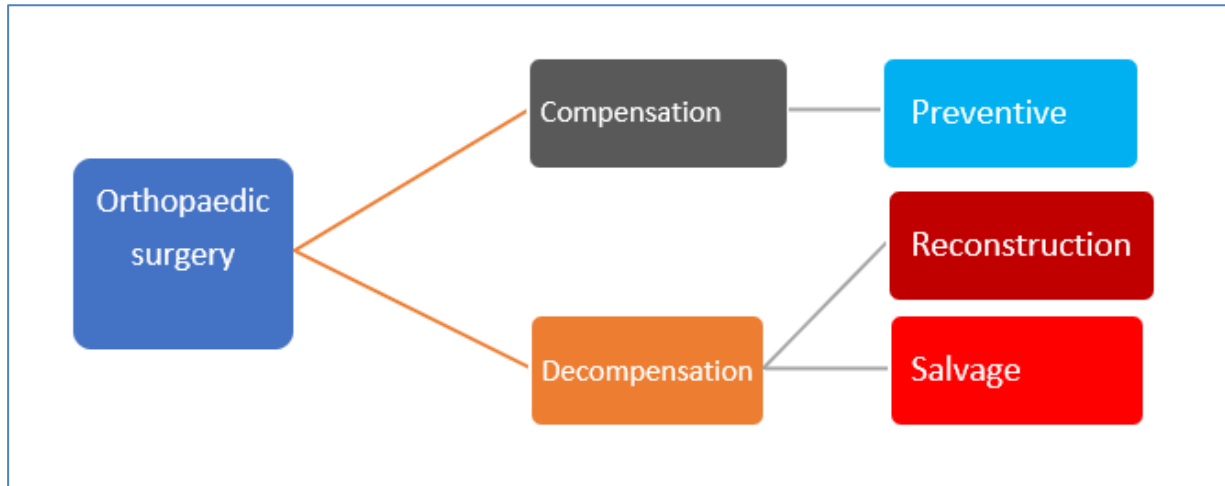 Orthopaedic
surgery
Compensation
Preventive
Decompensation
Reconstruction
Salvage